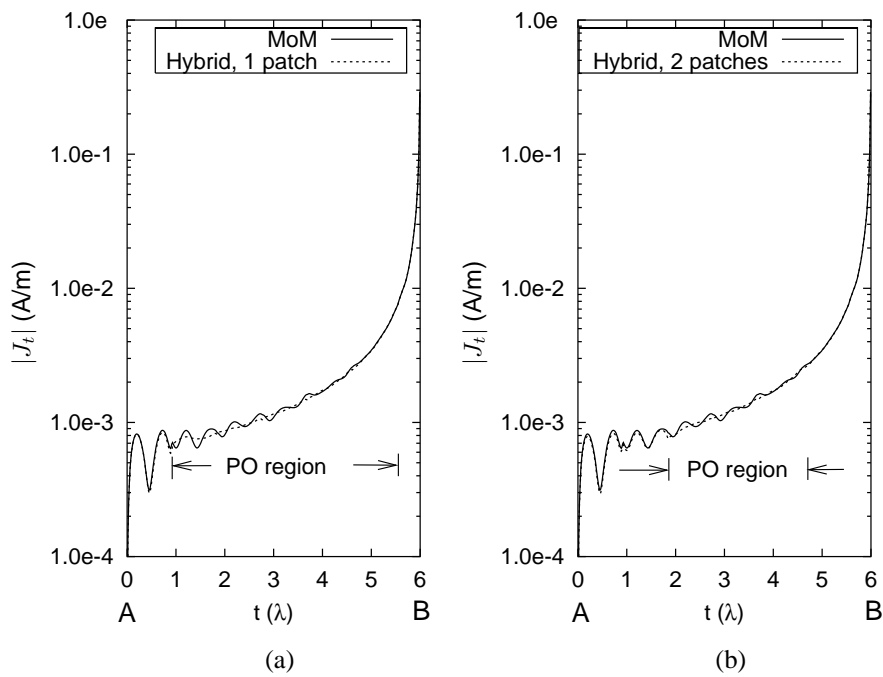 1.0e
MoM
Hybrid, 1 patch
1.0e-1
|J_t| (A/m)
1.0e-2
1.0e-3
PO region
1.0e-4
0 1 2 3 4 5 6
A t (λ) B
(a)
1.0e
MoM
Hybrid, 2 patches
1.0e-1
|J_t| (A/m)
1.0e-2
1.0e-3
PO region
1.0e-4
0 1 2 3 4 5 6
A t (λ) B
(b)